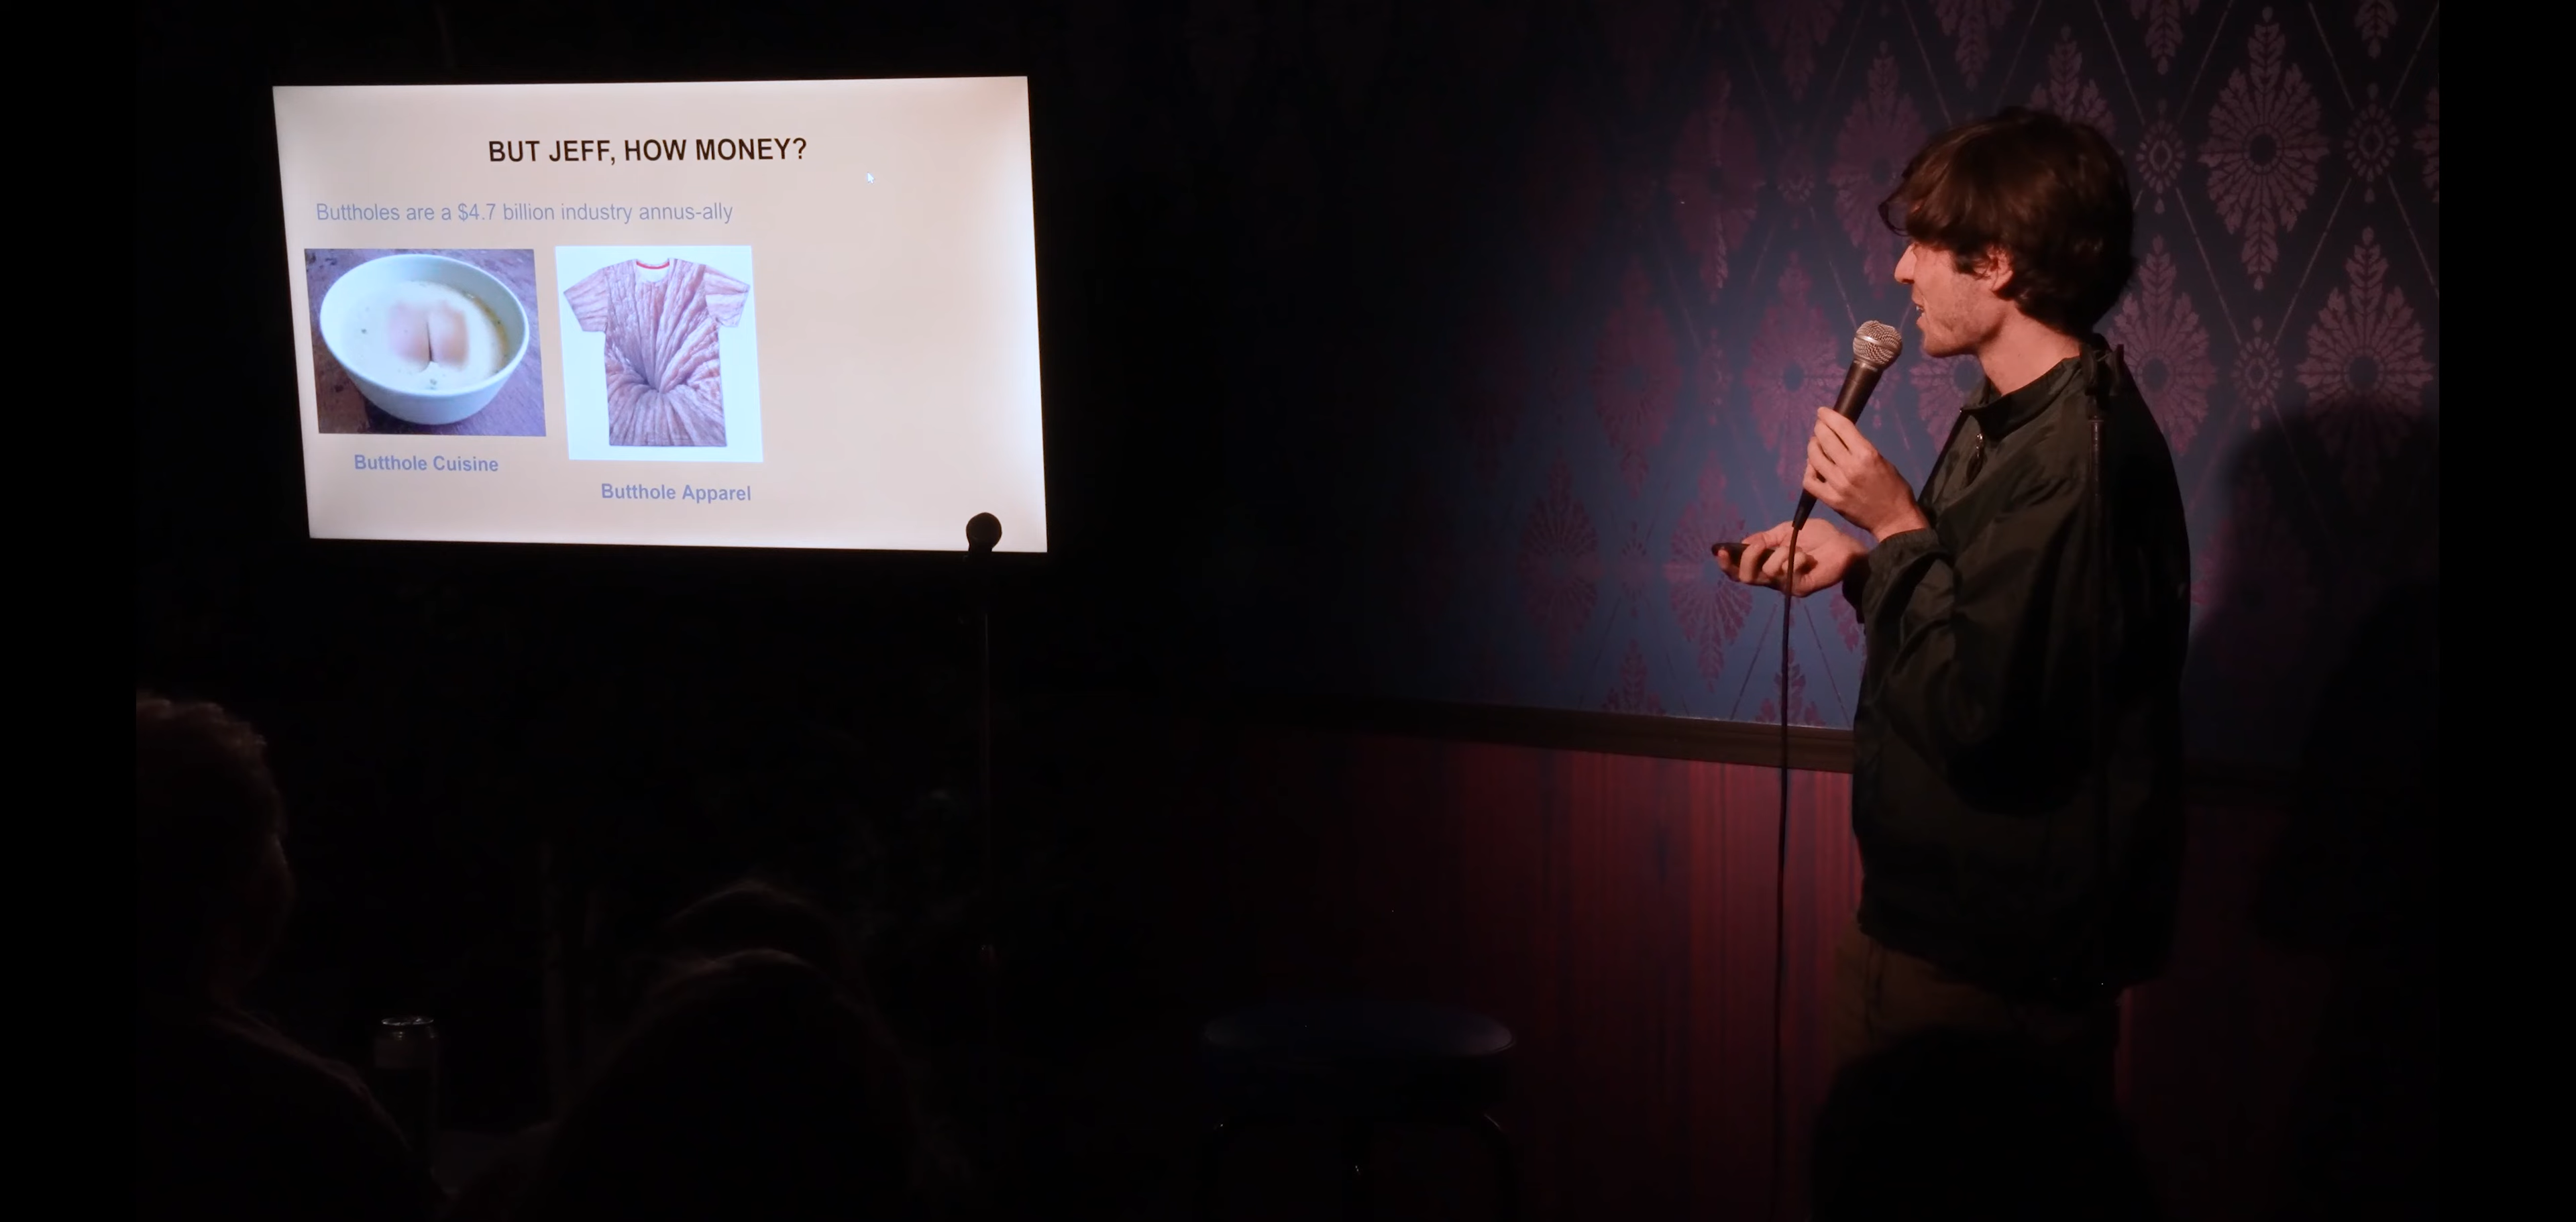 BUT JEFF, HOW MONEY?
Buttholes are a $4.7 billion industry annus-ally
Butthole Cuisine
Butthole Apparel